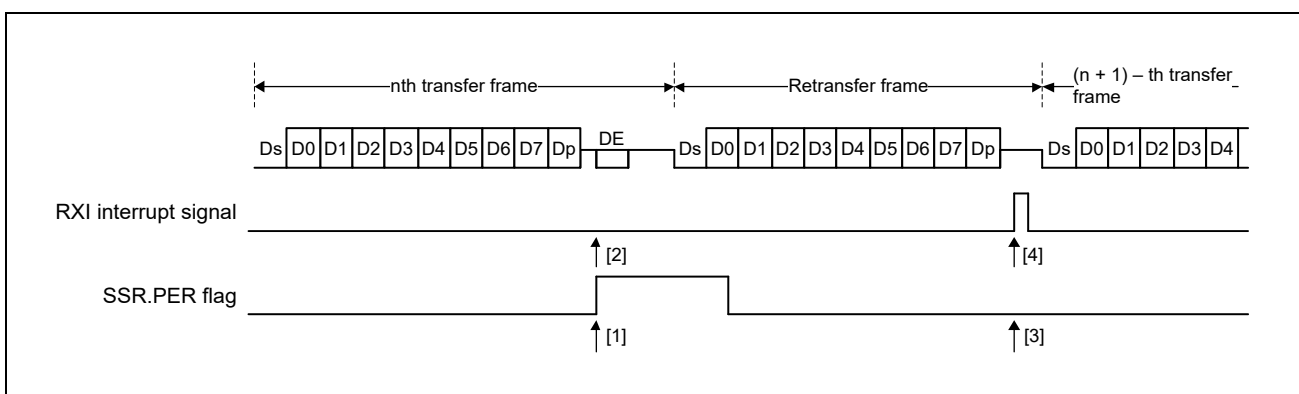 nth transfer frame
Retransfer frame
(n + 1) – th transfer
frame
Ds D0 D1 D2 D3 D4 D5 D6 D7 Dp DE Ds D0 D1 D2 D3 D4 D5 D6 D7 Dp Ds D0 D1 D2 D3 D4
RXI interrupt signal
[2] [4]
SSR.PER flag
[1] [3]